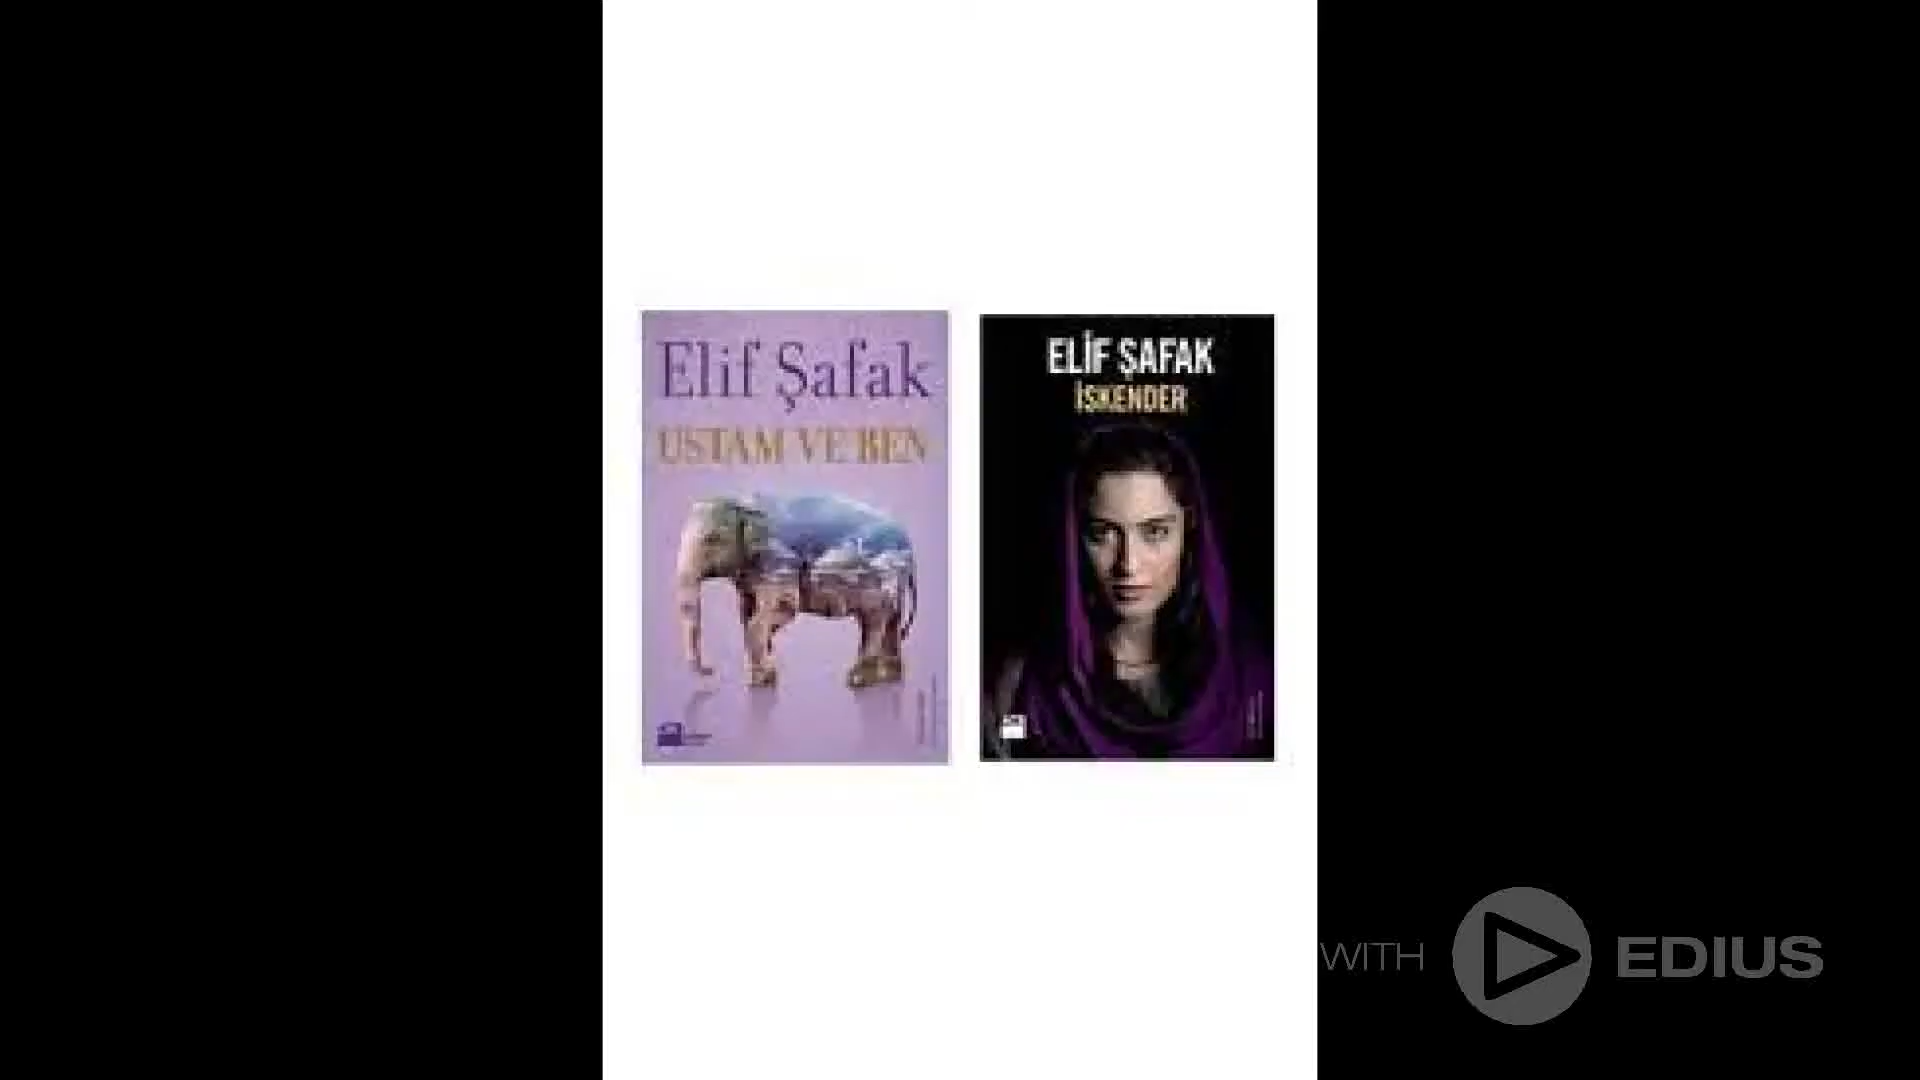 Elif Şafak
USTAM VE BEN
ELİF ŞAFAK
İSKENDER
WITH EDIUS